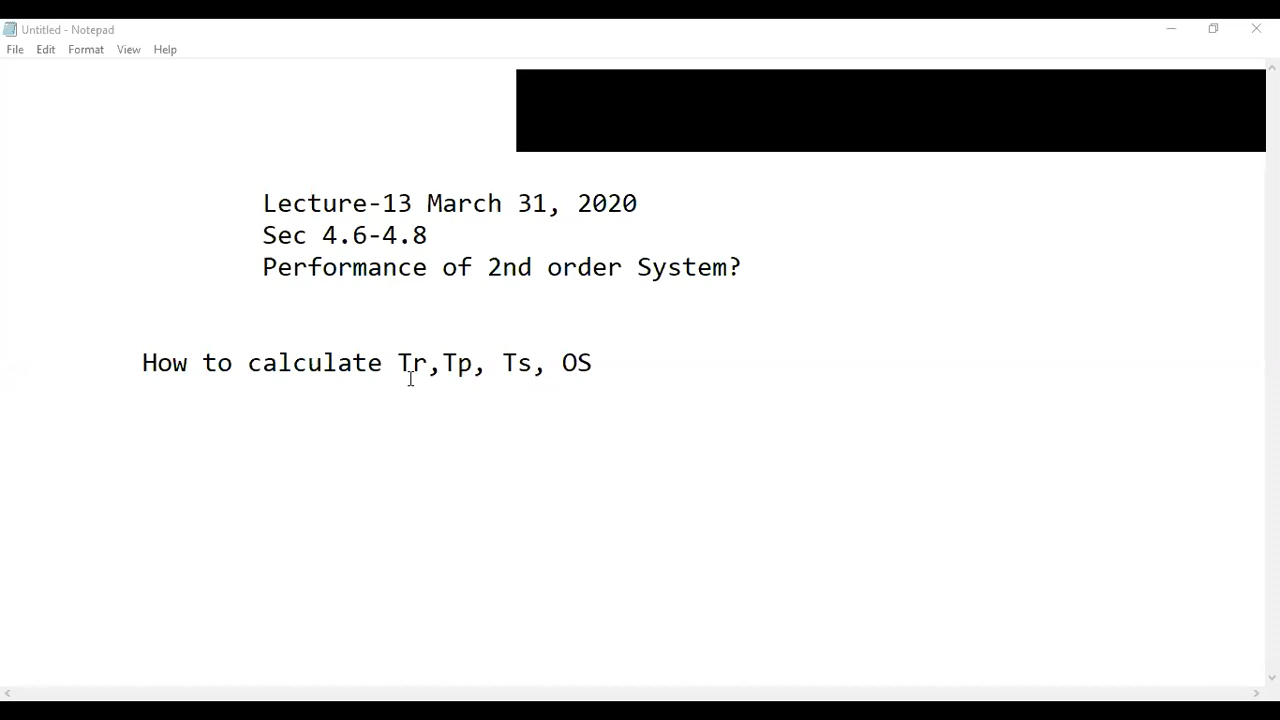 Untitled - Notepad
File Edit Format View Help
Lecture-13 March 31, 2020
Sec 4.6-4.8
Performance of 2nd order System?
How to calculate Tr,Tp, Ts, OS